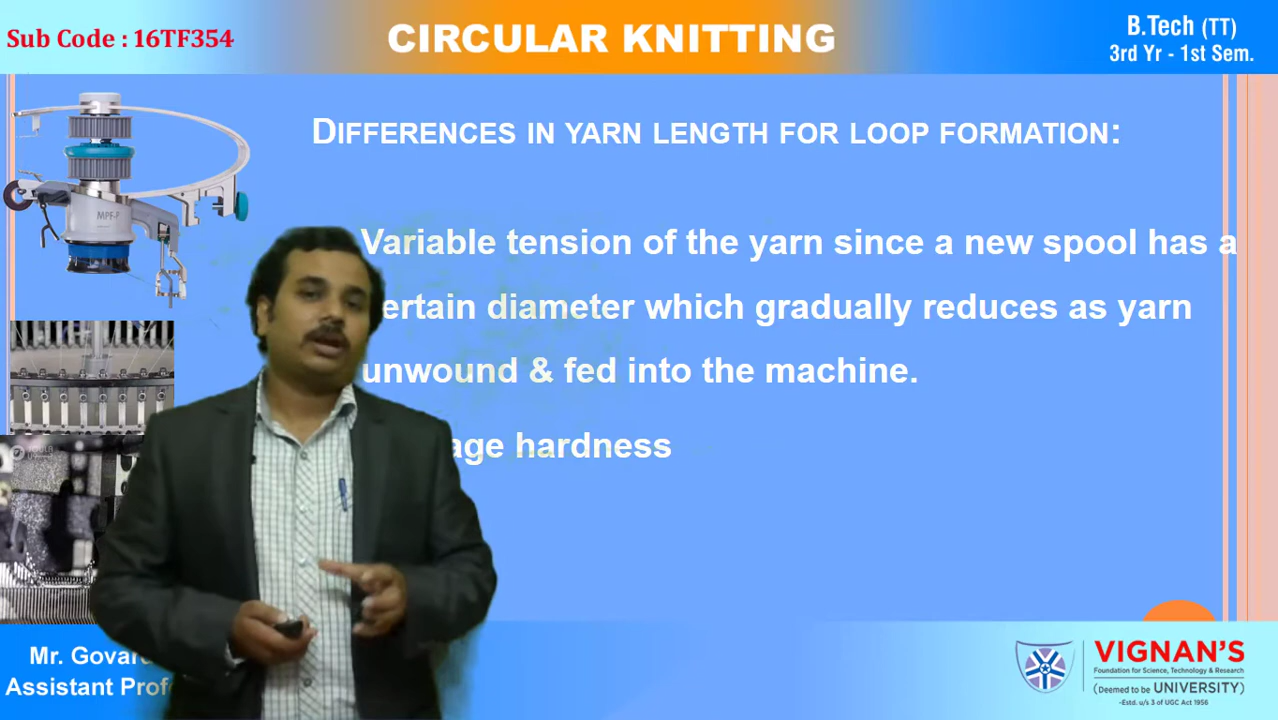 Sub Code : 16TF354
CIRCULAR KNITTING
B.Tech (TT)
3rd Yr - 1st Sem.
DIFFERENCES IN YARN LENGTH FOR LOOP FORMATION:
MPF-P
Variable tension of the yarn since a new spool has a
ertain diameter which gradually reduces as yarn
unwound & fed into the machine.
age hardness
Mr. Govar
Assistant Prof
VIGNAN'S
Foundation for Science, Technology & Research
(Deemed to be UNIVERSITY)
-Estd. u/s 3 of UGC Act 1956